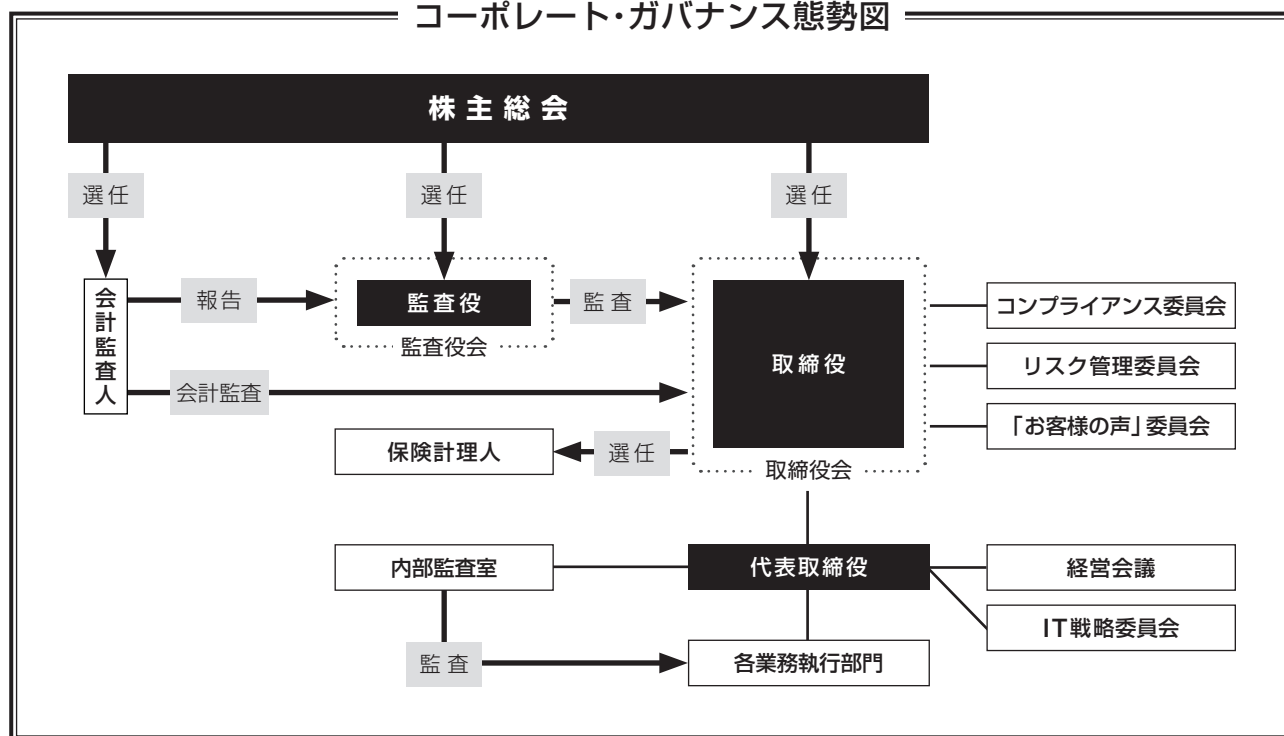 コーポレート・ガバナンス態勢図
株主総会
選任
選任
選任
会計監査人
報告
監査役
監査役会
監査
会計監査
取締役
取締役会
コンプライアンス委員会
リスク管理委員会
「お客様の声」委員会
保険計理人
選任
内部監査室
代表取締役
経営会議
IT戦略委員会
監査
各業務執行部門